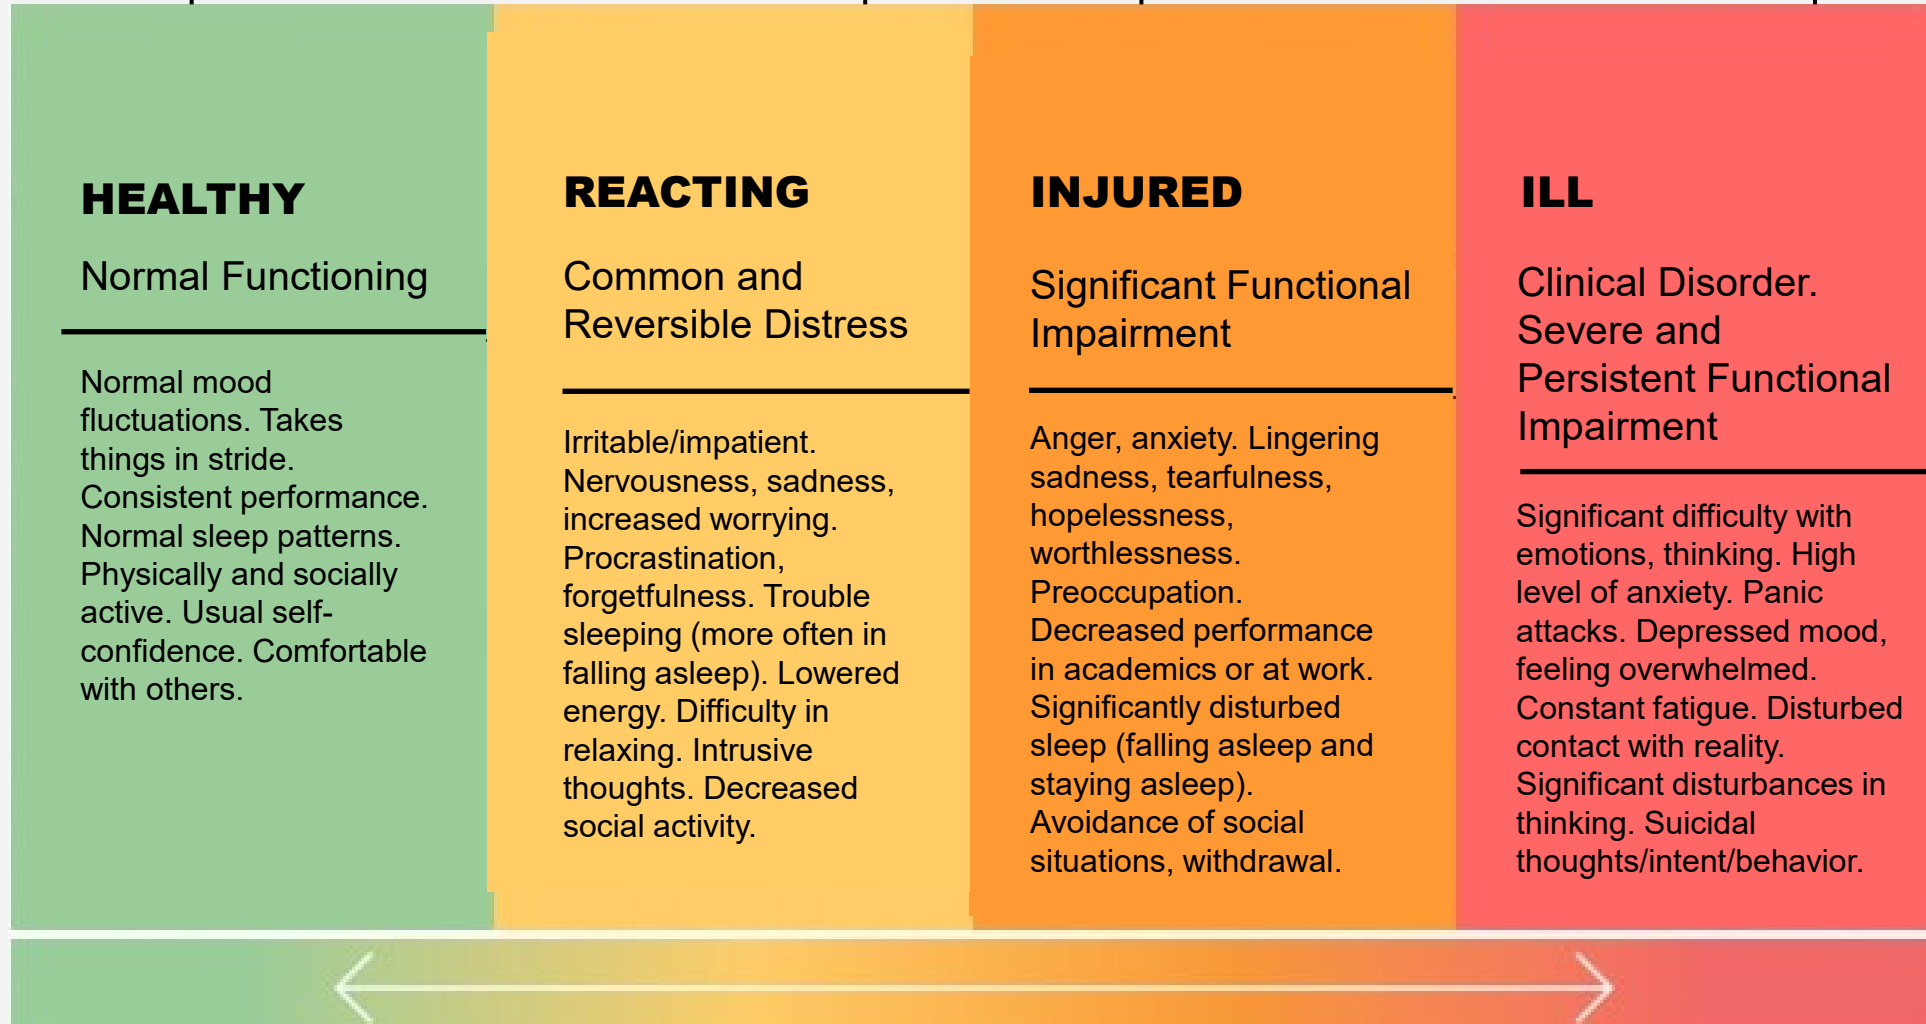 HEALTHY
Normal Functioning
Normal mood
fluctuations. Takes
things in stride.
Consistent performance.
Normal sleep patterns.
Physically and socially
active. Usual self-
confidence. Comfortable
with others.
REACTING
Common and
Reversible Distress
Irritable/impatient.
Nervousness, sadness,
increased worrying.
Procrastination,
forgetfulness. Trouble
sleeping (more often in
falling asleep). Lowered
energy. Difficulty in
relaxing. Intrusive
thoughts. Decreased
social activity.
INJURED
Significant Functional
Impairment
Anger, anxiety. Lingering
sadness, tearfulness,
hopelessness,
worthlessness.
Preoccupation.
Decreased performance
in academics or at work.
Significantly disturbed
sleep (falling asleep and
staying asleep).
Avoidance of social
situations, withdrawal.
ILL
Clinical Disorder.
Severe and
Persistent Functional
Impairment
Significant difficulty with
emotions, thinking. High
level of anxiety. Panic
attacks. Depressed mood,
feeling overwhelmed.
Constant fatigue. Disturbed
contact with reality.
Significant disturbances in
thinking. Suicidal
thoughts/intent/behavior.